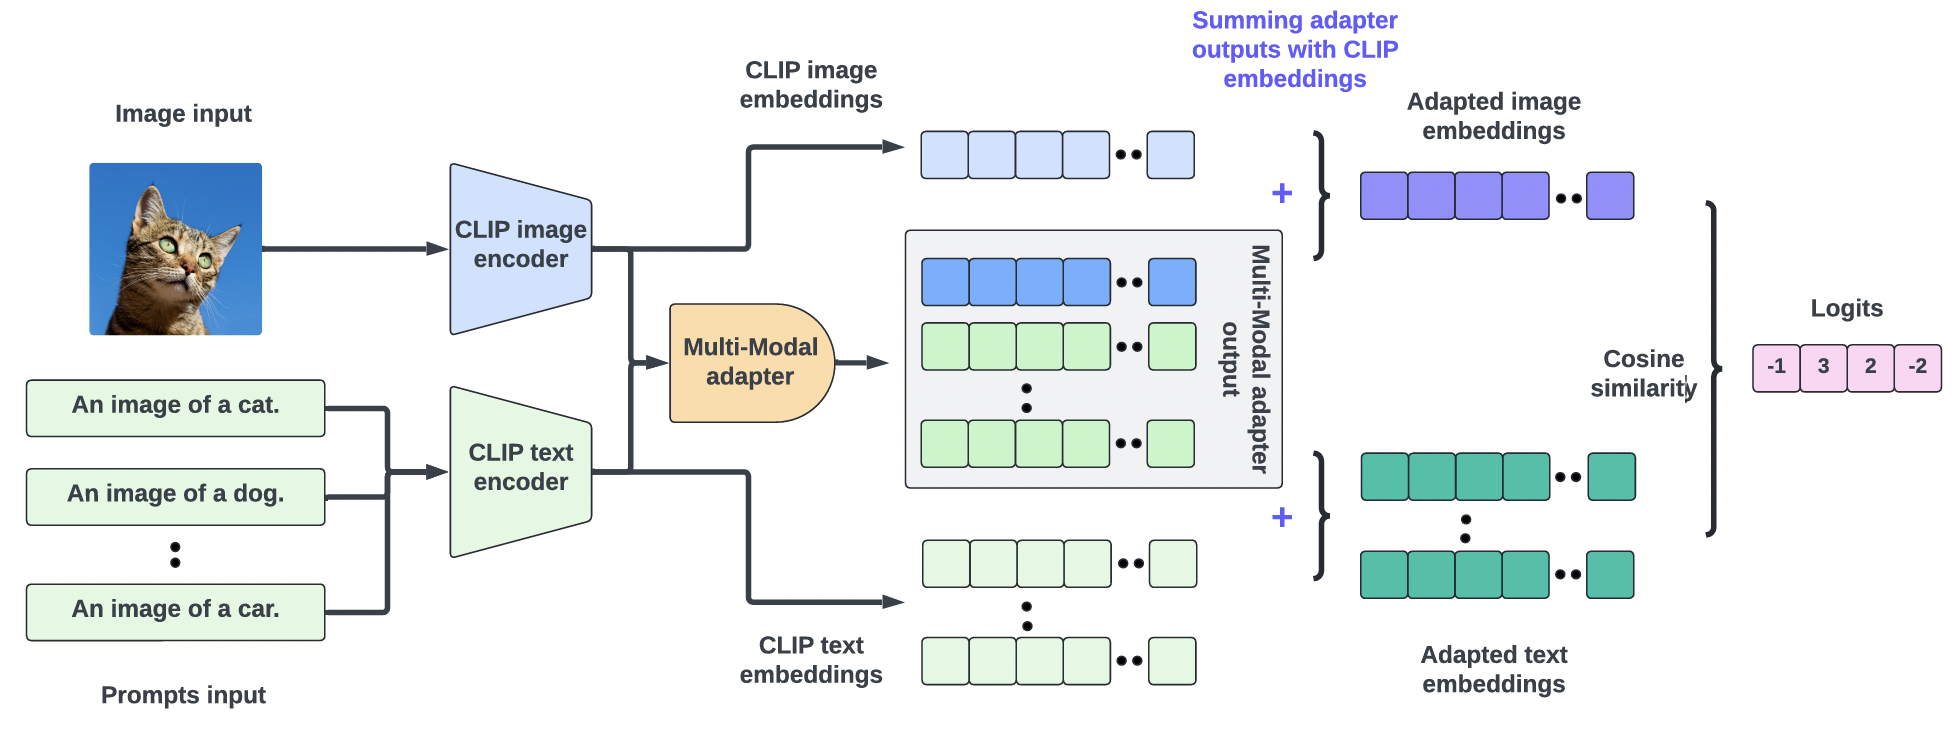 Summing adapter
outputs with CLIP
embeddings
CLIP image
embeddings
Adapted image
embeddings
Image input
CLIP image
encoder
Multi-Modal adapter
output
Logits
Multi-Modal
adapter
Cosine
similarity
-1 3 2 -2
An image of a cat.
CLIP text
encoder
An image of a dog.
+
+
An image of a car.
CLIP text
embeddings
Adapted text
embeddings
Prompts input